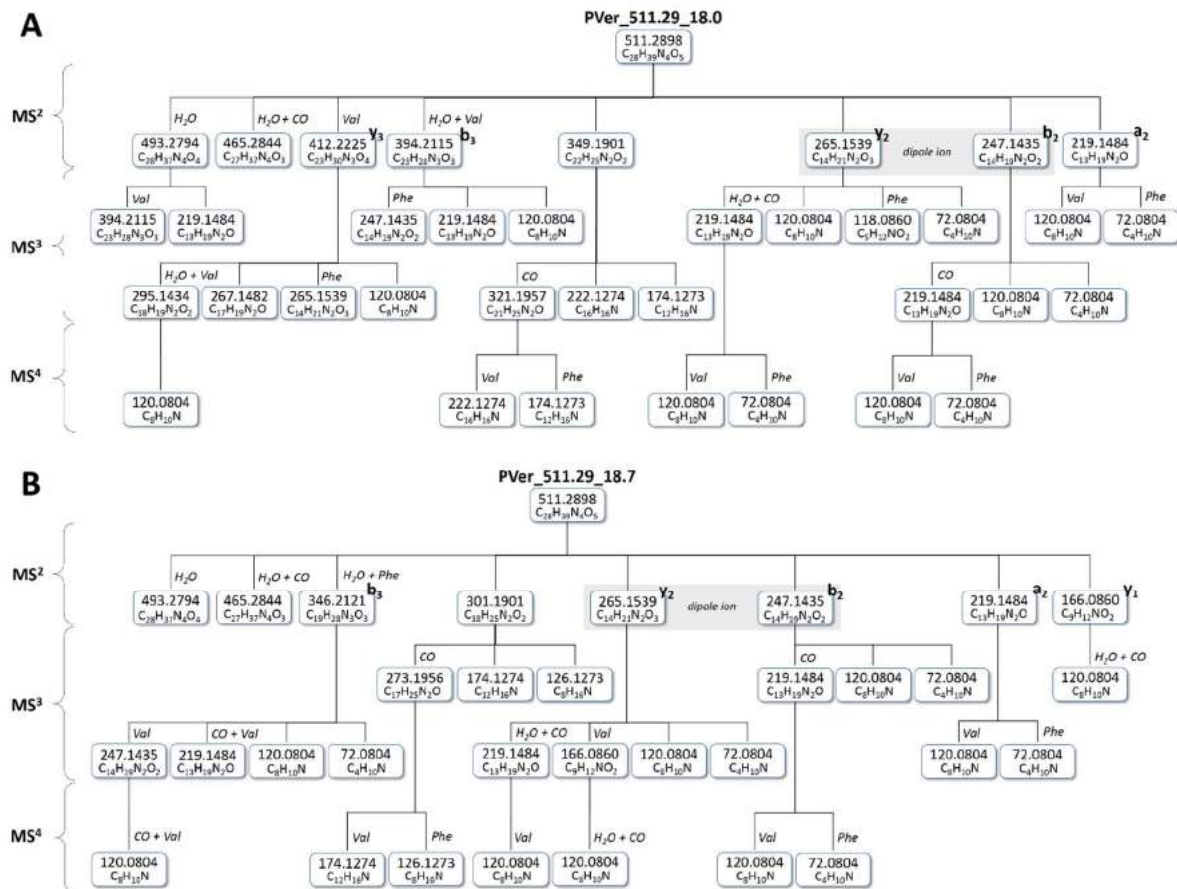 A
PVer_511.29_18.0
511.2898
C28H39N4O5
MS2
H2O
H2O + CO
Val
H2O + Val
y3
b3
y2
b2
a2
493.2794
C28H37N4O4
465.2844
C27H37N4O3
412.2225
C23H30N3O4
394.2115
C23H28N3O3
349.1901
C22H25N2O2
265.1539
C14H21N2O3
dipole ion
247.1435
C14H19N2O2
219.1484
C13H19N2O
MS3
Val
Phe
H2O + CO
Phe
Val
Phe
394.2115
C23H28N3O3
219.1484
C13H19N2O
247.1435
C14H19N2O2
219.1484
C13H19N2O
120.0804
C8H10N
219.1484
C13H19N2O
120.0804
C8H10N
118.0860
C5H12NO2
72.0804
C4H10N
120.0804
C8H10N
72.0804
C4H10N
H2O + Val
Phe
CO
CO
295.1434
C18H19N2O2
267.1482
C17H19N2O
265.1539
C14H21N2O3
120.0804
C8H10N
321.1957
C21H25N2O
222.1274
C16H16N
174.1273
C12H16N
219.1484
C13H19N2O
120.0804
C8H10N
72.0804
C4H10N
MS4
Val
Phe
Val
Phe
Val
Phe
120.0804
C8H10N
222.1274
C16H16N
174.1273
C12H16N
120.0804
C8H10N
72.0804
C4H10N
120.0804
C8H10N
72.0804
C4H10N
B
PVer_511.29_18.7
511.2898
C28H39N4O5
MS2
H2O
H2O + CO
H2O + Phe
b3
y2
b2
a2
y1
493.2794
C28H37N4O4
465.2844
C27H37N4O3
346.2121
C19H28N3O3
301.1901
C18H25N2O2
265.1539
C14H21N2O3
dipole ion
247.1435
C14H19N2O2
219.1484
C13H19N2O
166.0860
C9H12NO2
MS3
CO
CO
H2O + CO
273.1956
C17H25N2O
174.1274
C12H16N
126.1273
C8H16N
219.1484
C13H19N2O
120.0804
C8H10N
72.0804
C4H10N
120.0804
C8H10N
Val
CO + Val
H2O + CO
Val
Val
Phe
247.1435
C14H19N2O2
219.1484
C13H19N2O
120.0804
C8H10N
72.0804
C4H10N
219.1484
C13H19N2O
166.0860
C9H12NO2
120.0804
C8H10N
72.0804
C4H10N
120.0804
C8H10N
72.0804
C4H10N
MS4
CO + Val
Val
Phe
Val
H2O + CO
Val
Phe
120.0804
C8H10N
174.1274
C12H16N
126.1273
C8H16N
120.0804
C8H10N
120.0804
C8H10N
120.0804
C8H10N
72.0804
C4H10N